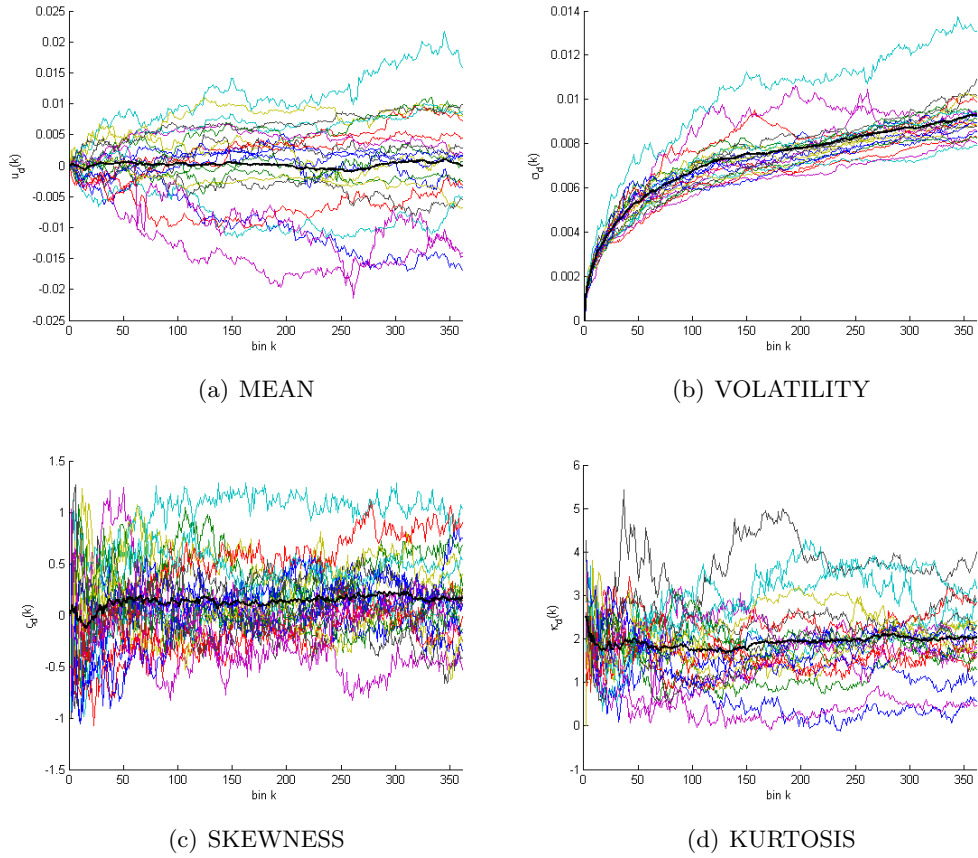 0.025
0.02
0.015
0.01
0.005
0
-0.005
-0.01
-0.015
-0.02
-0.025
u_d(k)
0 50 100 150 200 250 300 350
bin k
(a) MEAN
0.014
0.012
0.01
0.008
0.006
0.004
0.002
0
σ_d(k)
0 50 100 150 200 250 300 350
bin k
(b) VOLATILITY
1.5
1
0.5
0
-0.5
-1
-1.5
ζ_d(k)
0 50 100 150 200 250 300 350
bin k
(c) SKEWNESS
6
5
4
3
2
1
0
-1
κ_d(k)
0 50 100 150 200 250 300 350
bin k
(d) KURTOSIS